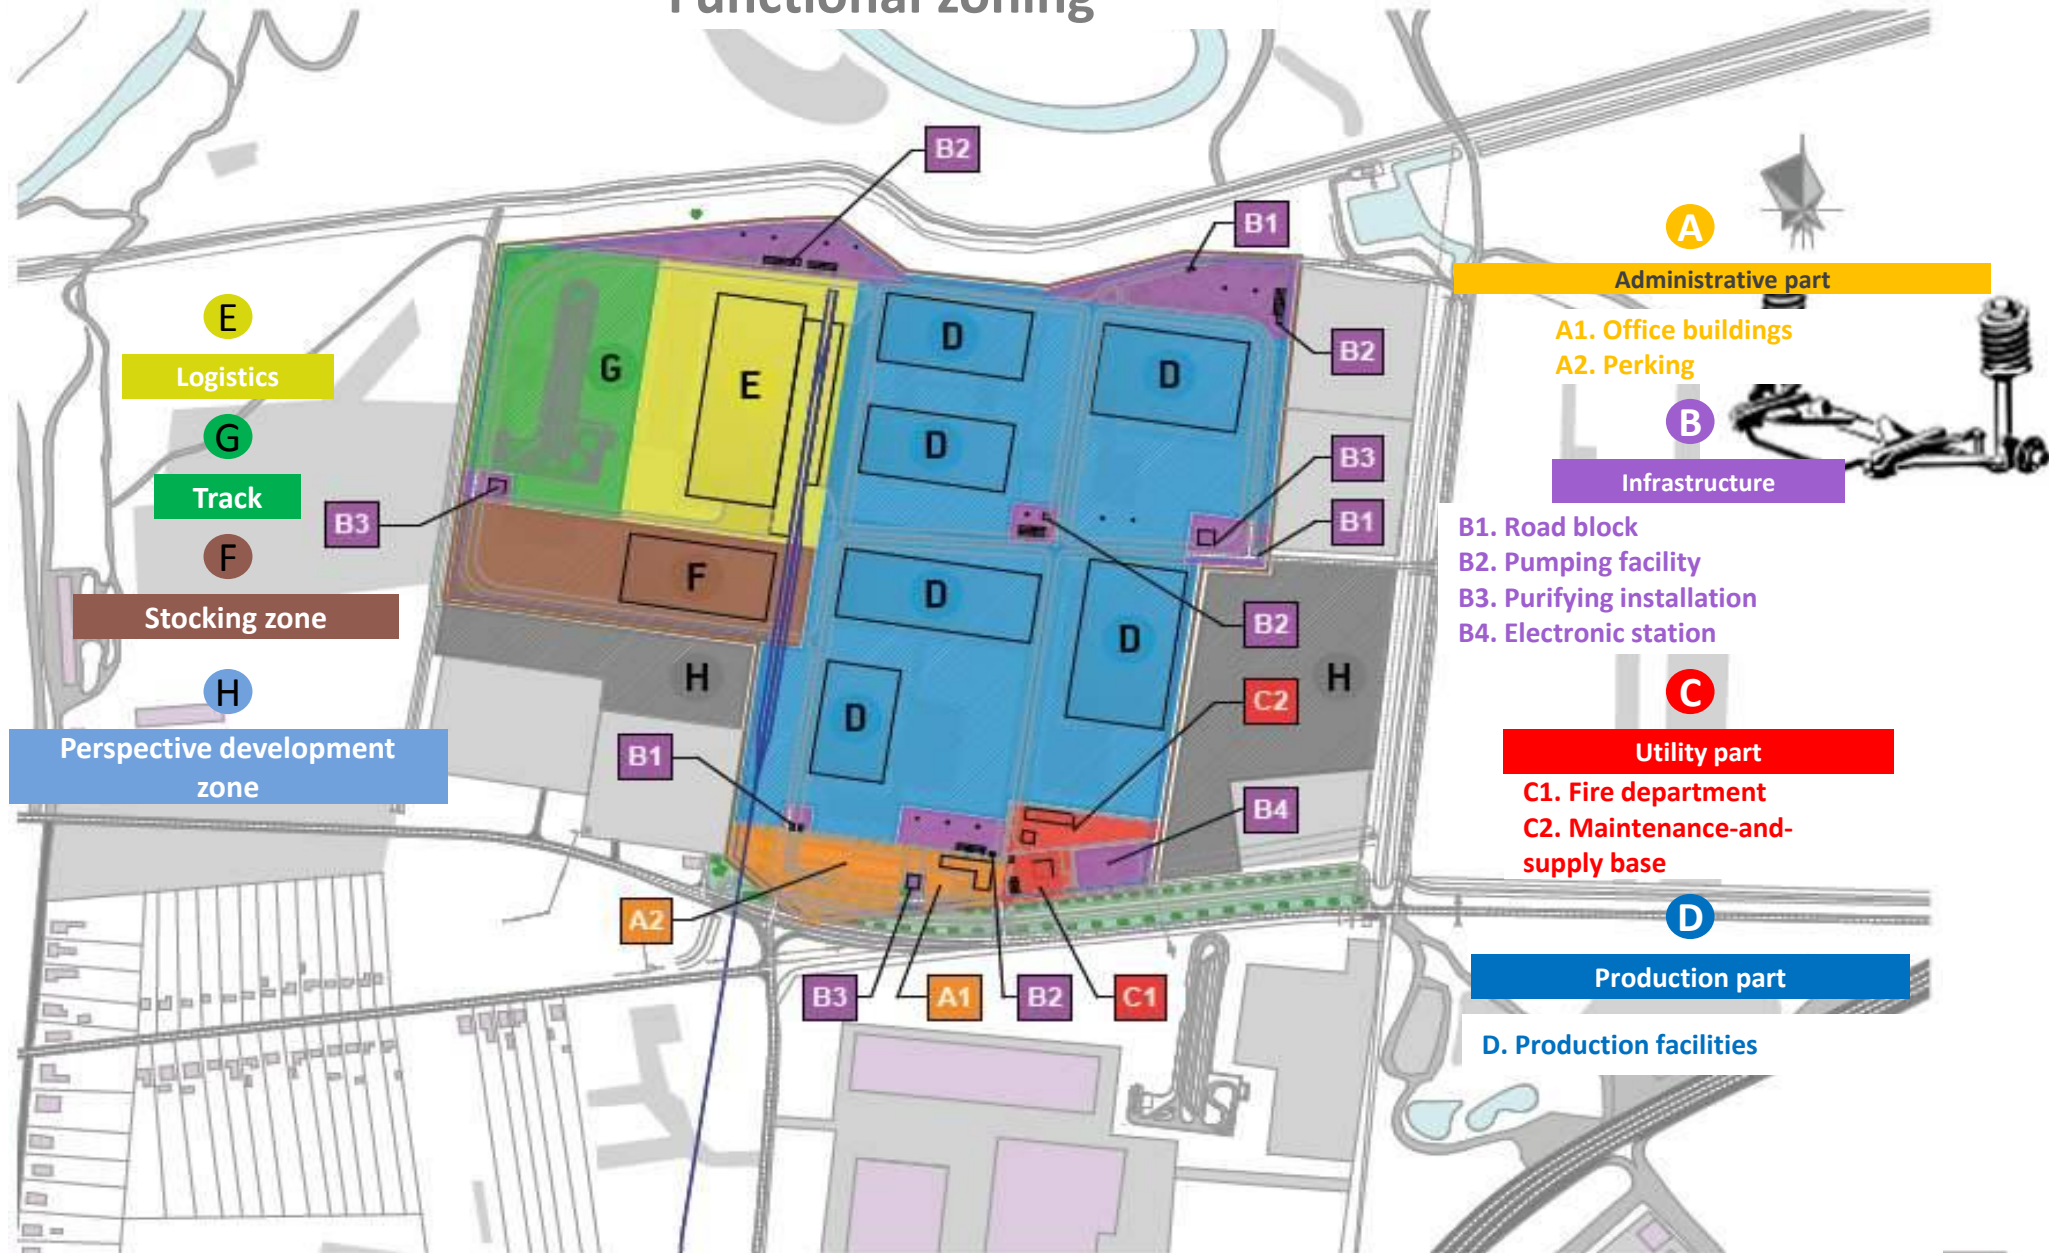 Functional zoning
B2
B1
A
Administrative part
E
G
E
D
D
B2
A1. Office buildings
A2. Perking
Logistics
B
G
D
B3
Infrastructure
Track
B3
B1
B1. Road block
B2. Pumping facility
B3. Purifying installation
B4. Electronic station
F
F
D
D
B2
Stocking zone
H
H
H
C2
C
D
Perspective development
zone
B1
Utility part
B4
C1. Fire department
C2. Maintenance-and-
supply base
A2
D
B3
A1
B2
C1
Production part
D. Production facilities